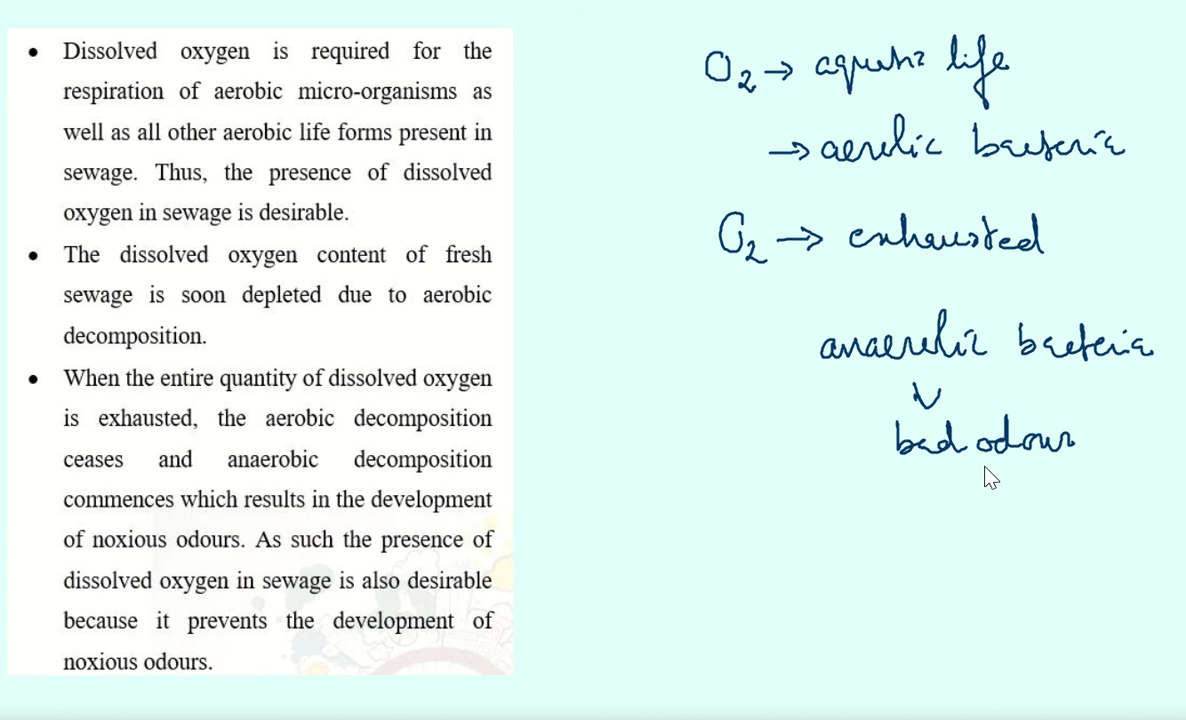 • Dissolved oxygen is required for the
respiration of aerobic micro-organisms as
well as all other aerobic life forms present in
sewage. Thus, the presence of dissolved
oxygen in sewage is desirable.
• The dissolved oxygen content of fresh
sewage is soon depleted due to aerobic
decomposition.
• When the entire quantity of dissolved oxygen
is exhausted, the aerobic decomposition
ceases and anaerobic decomposition
commences which results in the development
of noxious odours. As such the presence of
dissolved oxygen in sewage is also desirable
because it prevents the development of
noxious odours.
O₂ → aquatic life
→ aerobic bacteria
O₂ → exhausted
anaerobic bacteria
↓
bad odour